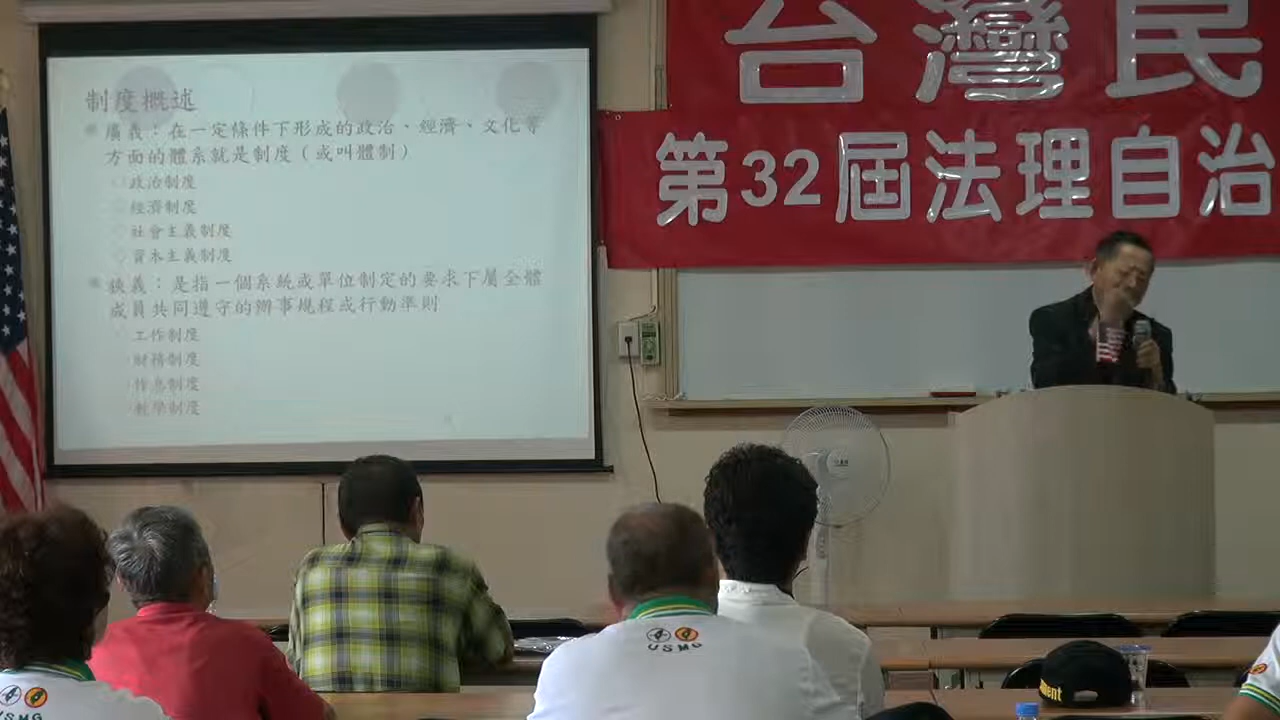 制度概述
廣義：在一定條件下形成的政治、經濟、文化等
方面的體系就是制度（或叫體制）
政治制度
經濟制度
社會主義制度
資本主義制度
狹義：是指一個系統或單位制定的要求下屬全體
成員共同遵守的辦事規程或行動準則
工作制度
財務制度
作息制度
教學制度
台灣民
第32屆法理自治
USMG
USMG